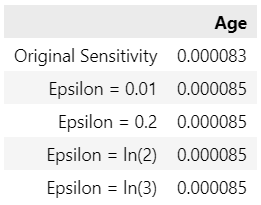 Age
Original Sensitivity 0.000083
Epsilon = 0.01 0.000085
Epsilon = 0.2 0.000085
Epsilon = ln(2) 0.000085
Epsilon = ln(3) 0.000085